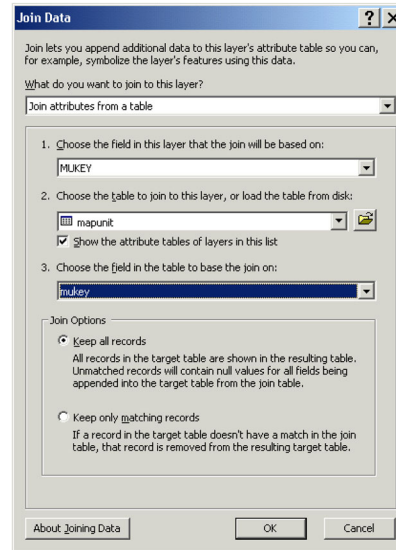 Join Data
Join lets you append additional data to this layer's attribute table so you can,
for example, symbolize the layer's features using this data.
What do you want to join to this layer?
Join attributes from a table
1. Choose the field in this layer that the join will be based on:
MUKEY
2. Choose the table to join to this layer, or load the table from disk:
mapunit
Show the attribute tables of layers in this list
3. Choose the field in the table to base the join on:
mukey
Join Options
Keep all records
All records in the target table are shown in the resulting table.
Unmatched records will contain null values for all fields being
appended into the target table from the join table.
Keep only matching records
If a record in the target table doesn't have a match in the join
table, that record is removed from the resulting target table.
About Joining Data OK Cancel